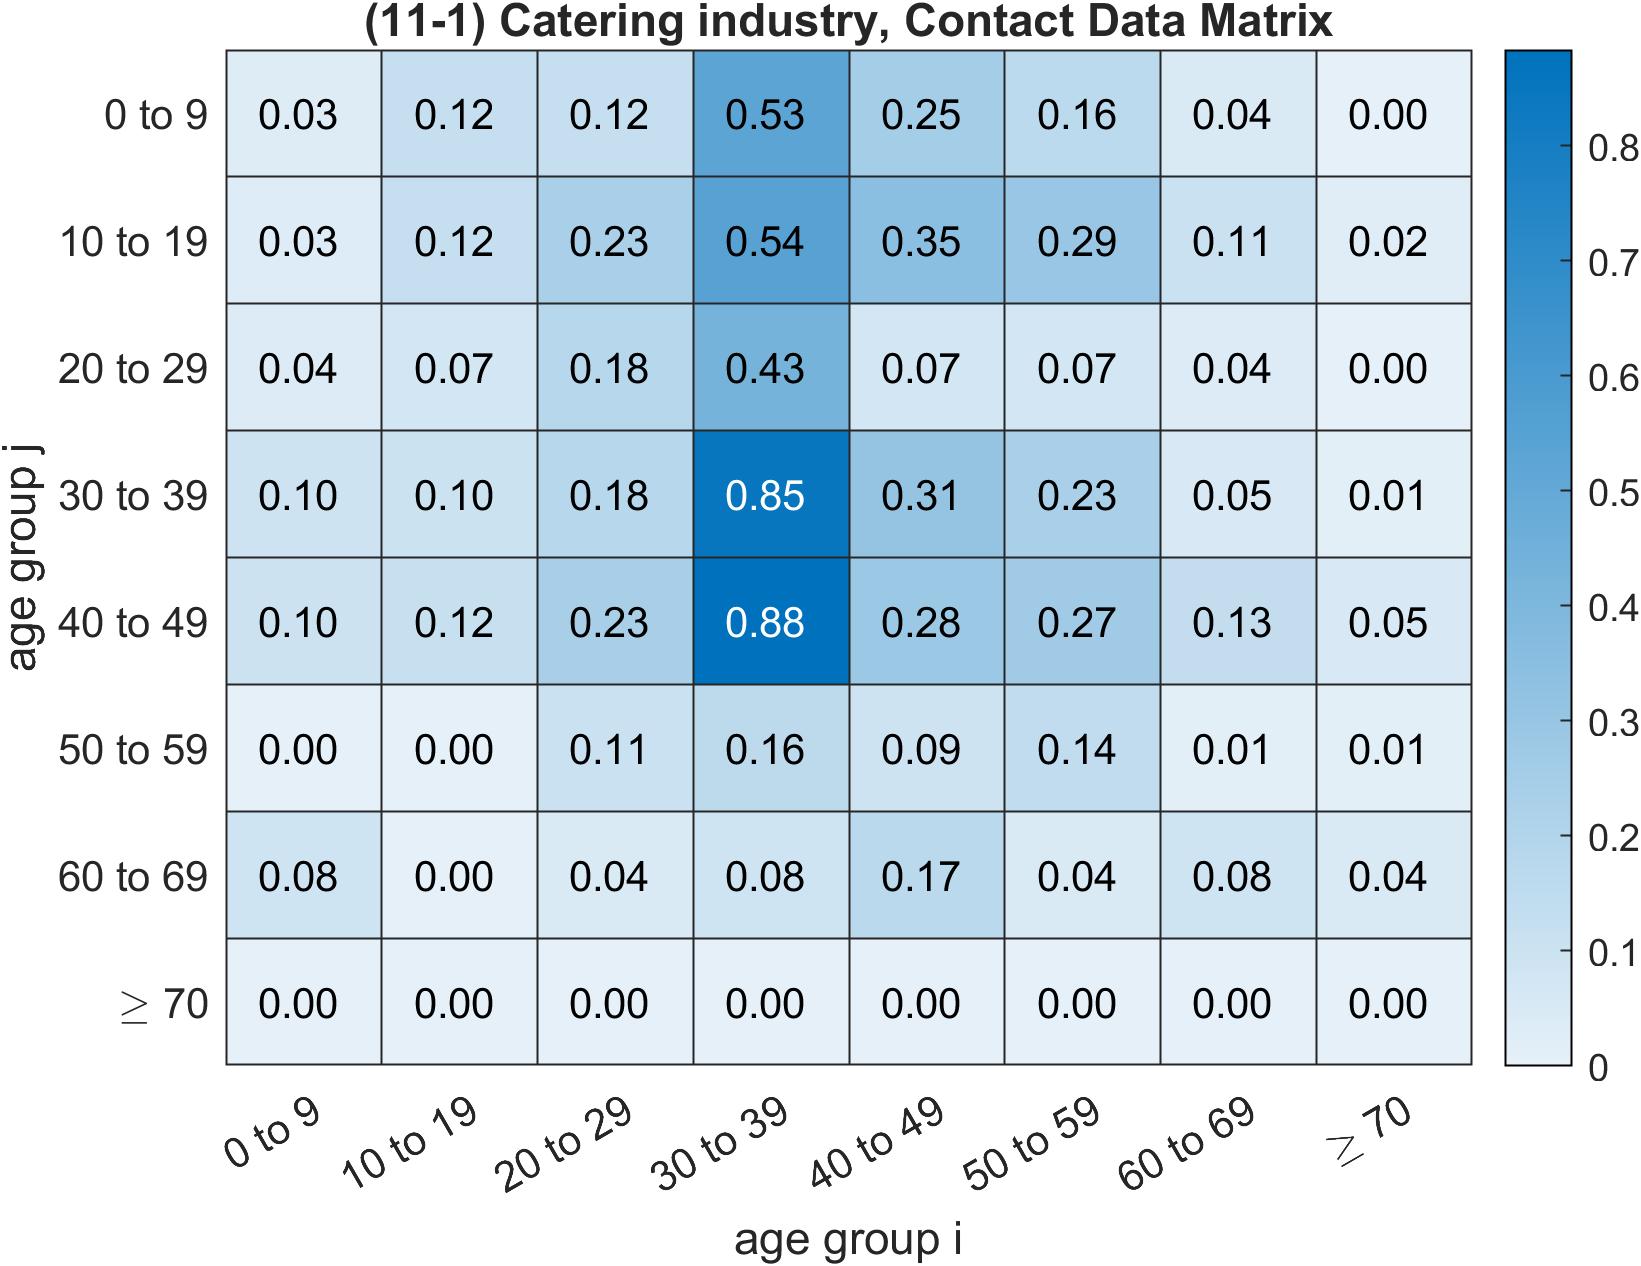 (11-1) Catering industry, Contact Data Matrix
0 to 9 0.03 0.12 0.12 0.53 0.25 0.16 0.04 0.00
10 to 19 0.03 0.12 0.23 0.54 0.35 0.29 0.11 0.02
20 to 29 0.04 0.07 0.18 0.43 0.07 0.07 0.04 0.00
30 to 39 0.10 0.10 0.18 0.85 0.31 0.23 0.05 0.01
40 to 49 0.10 0.12 0.23 0.88 0.28 0.27 0.13 0.05
50 to 59 0.00 0.00 0.11 0.16 0.09 0.14 0.01 0.01
60 to 69 0.08 0.00 0.04 0.08 0.17 0.04 0.08 0.04
≥ 70 0.00 0.00 0.00 0.00 0.00 0.00 0.00 0.00
0 to 9 10 to 19 20 to 29 30 to 39 40 to 49 50 to 59 60 to 69 ≥ 70
age group i
age group j
0.8
0.7
0.6
0.5
0.4
0.3
0.2
0.1
0